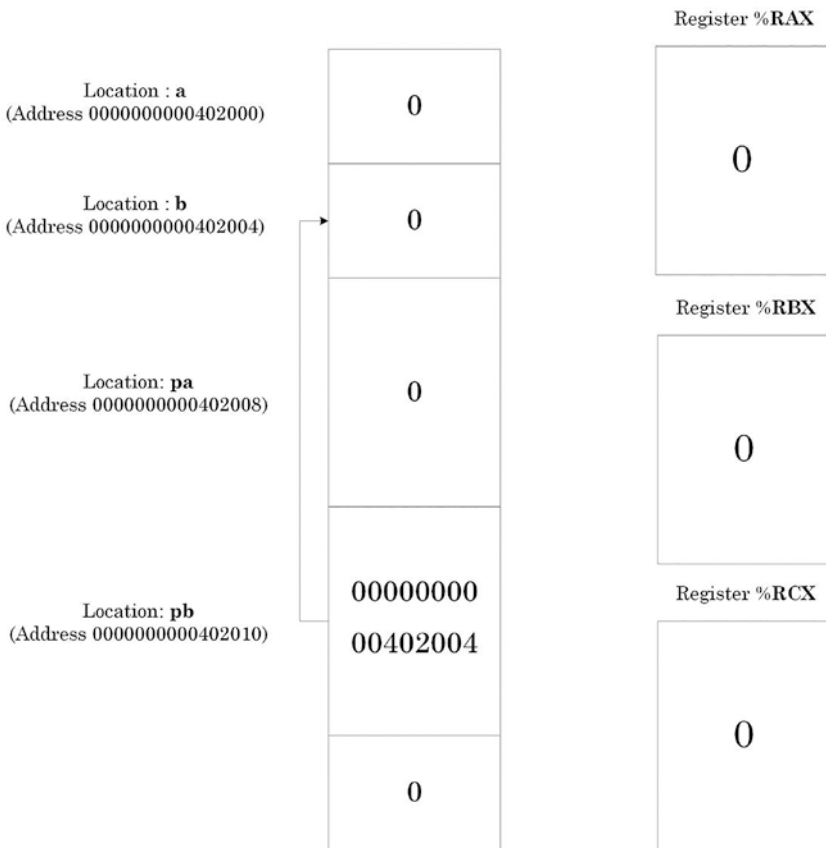 Register %RAX
Location : a
(Address 0000000000402000)
0
0
Location : b
(Address 0000000000402004)
0
Register %RBX
Location: pa
(Address 0000000000402008)
0
0
00000000
00402004
Register %RCX
Location: pb
(Address 0000000000402010)
0
0